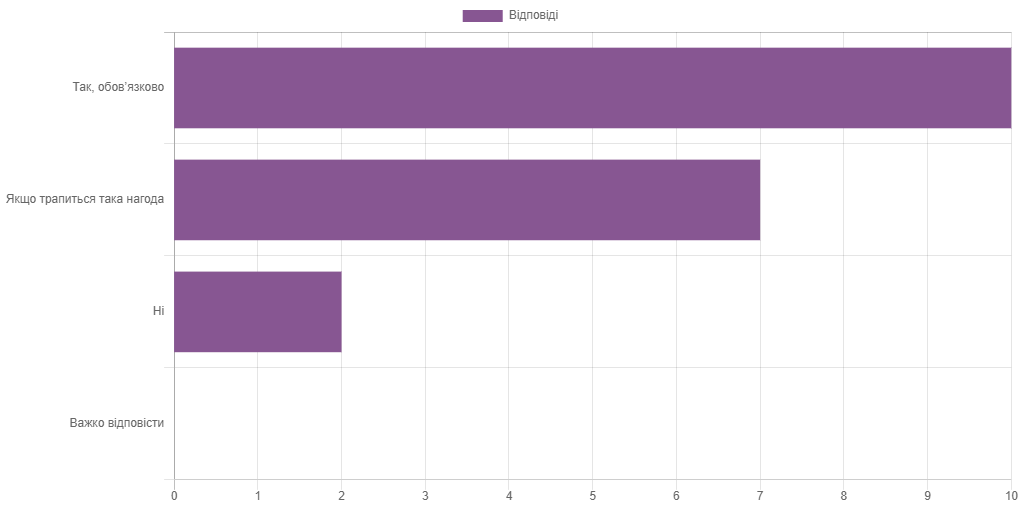 Відповіді
Так, обов'язково
Якщо трапиться така нагода
Ні
Важко відповісти
0 1 2 3 4 5 6 7 8 9 10